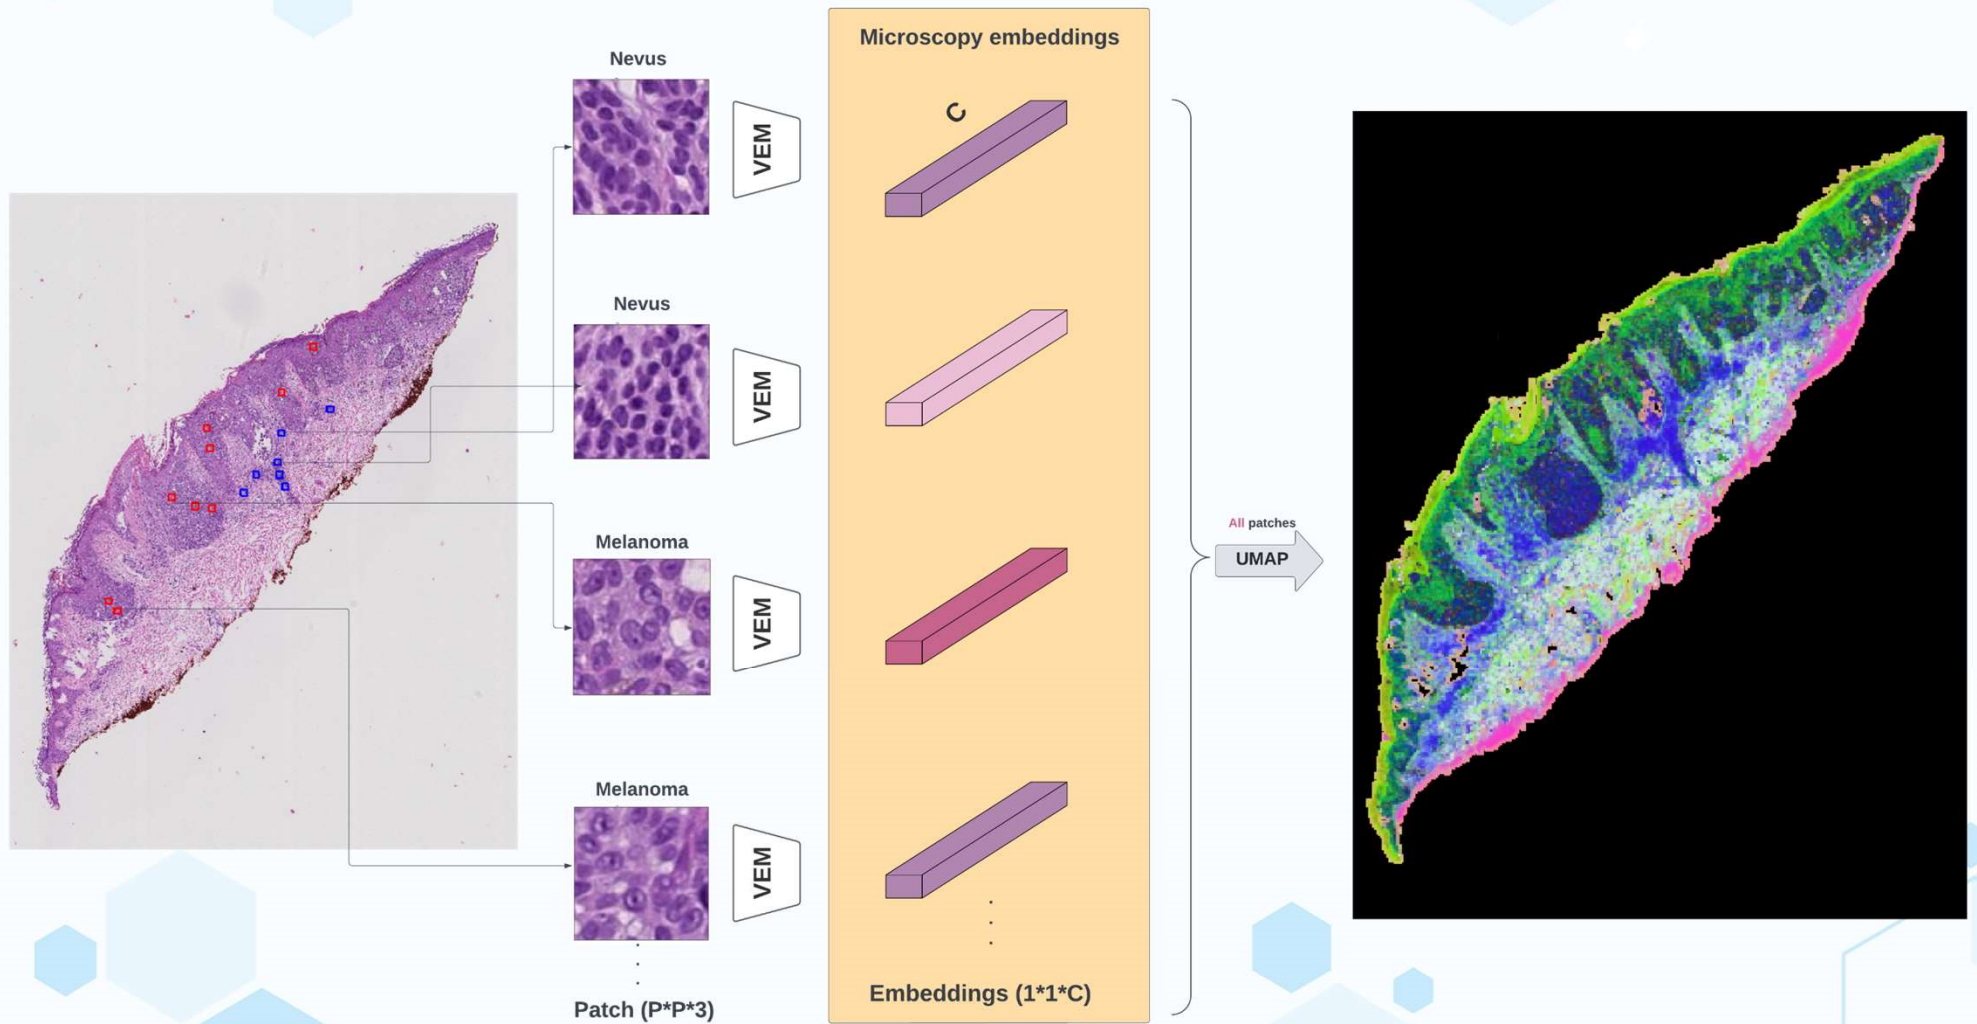 Microscopy embeddings
Nevus
VEM
C
Nevus
VEM
Melanoma
VEM
Melanoma
VEM
All patches
UMAP
Patch (P*P*3)
Embeddings (1*1*C)